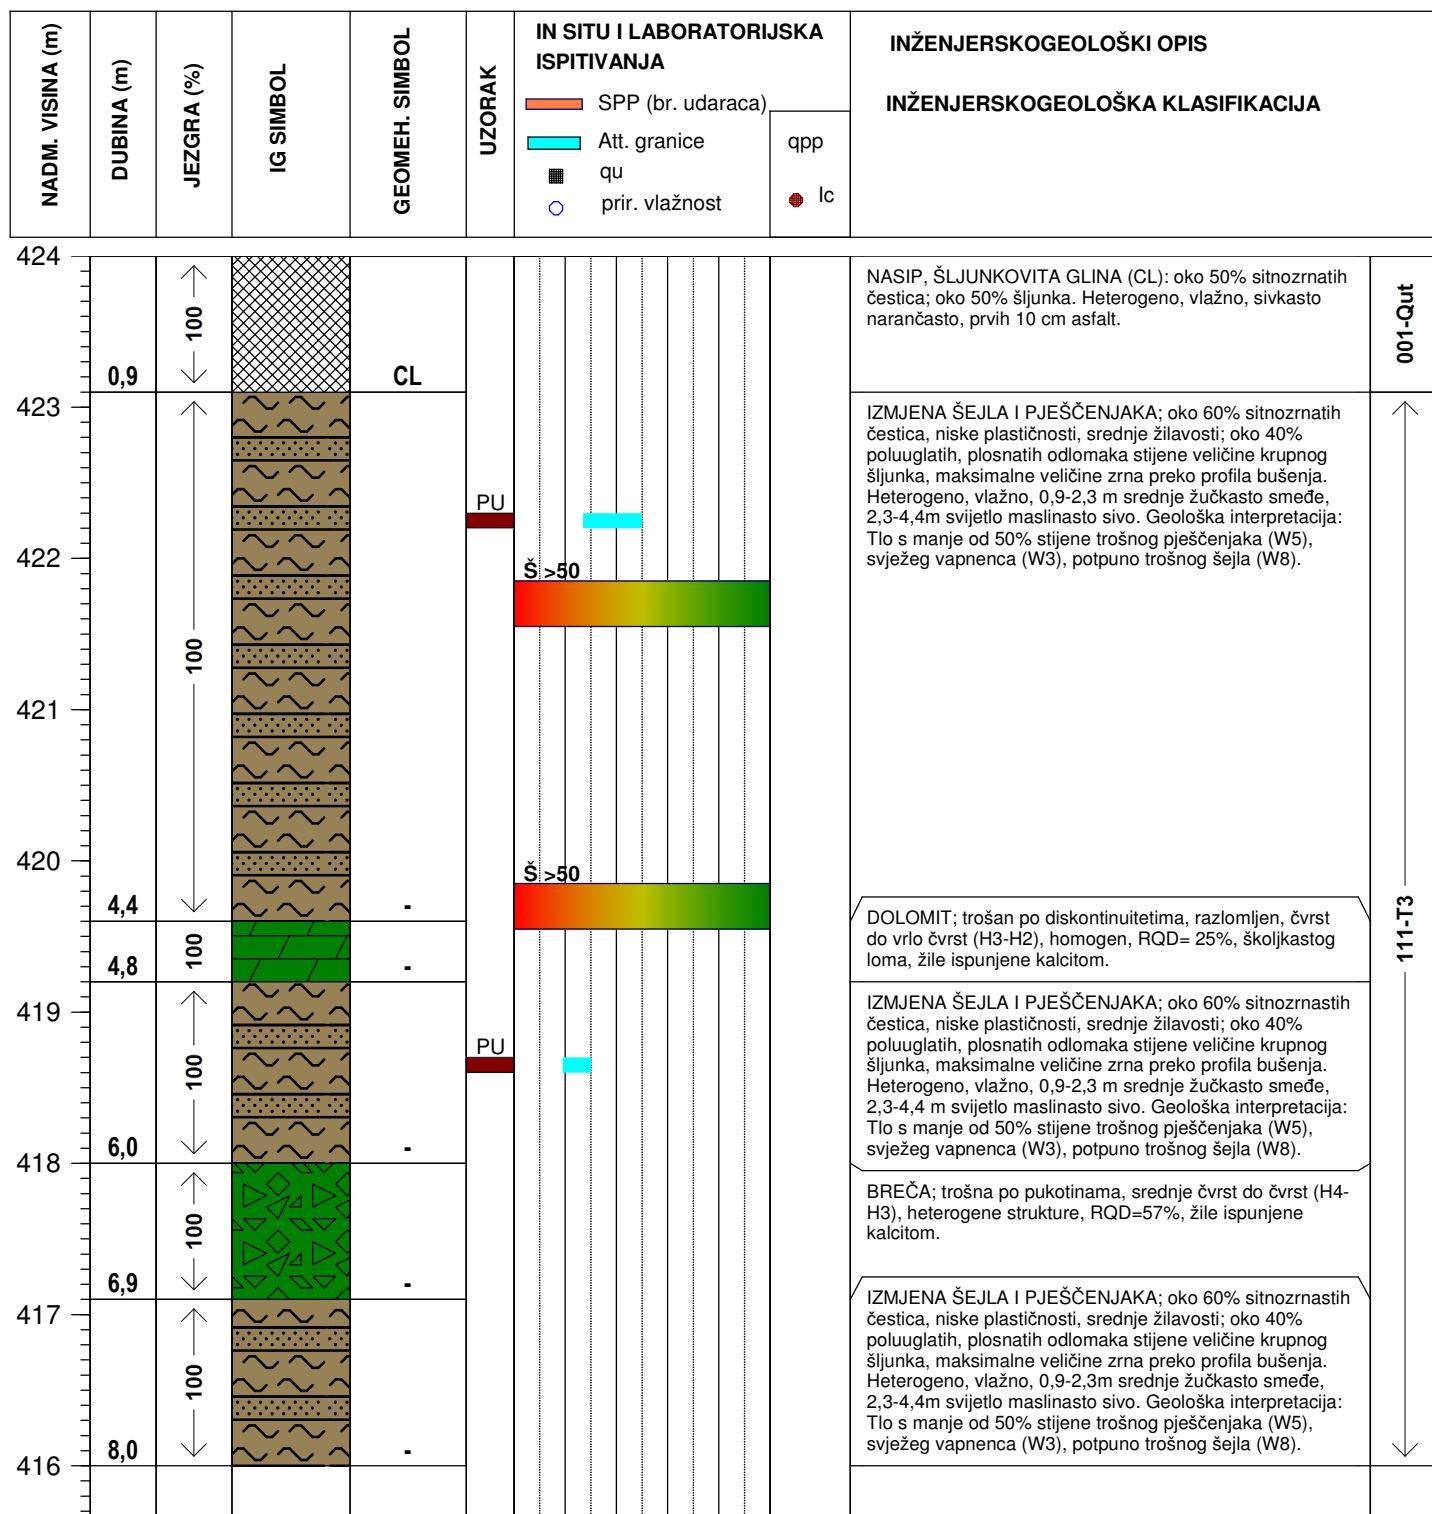 NADM. VISINA (m)
DUBINA (m)
JEZGRA (%)
IG SIMBOL
GEOMEH. SIMBOL
UZORAK
IN SITU I LABORATORIJSKA
ISPITIVANJA
SPP (br. udaraca)
Att. granice
qu
prir. vlažnost
qpp
Ic
INŽENJERSKOGEOLOŠKI OPIS
INŽENJERSKOGEOLOŠKA KLASIFIKACIJA
424
100
0,9
CL
NASIP, ŠLJUNKOVITA GLINA (CL): oko 50% sitnozrnatih
čestica; oko 50% šljunka. Heterogeno, vlažno, sivkasto
narančasto, prvih 10 cm asfalt.
001-Qut
423
IZMJENA ŠEJLA I PJEŠČENJAKA; oko 60% sitnozrnatih
čestica, niske plastičnosti, srednje žilavosti; oko 40%
poluuglatih, plosnatih odlomaka stijene veličine krupnog
šljunka, maksimalne veličine zrna preko profila bušenja.
Heterogeno, vlažno, 0,9-2,3 m srednje žučkasto smeđe,
2,3-4,4m svijetlo maslinasto sivo. Geološka interpretacija:
Tlo s manje od 50% stijene trošnog pješčenjaka (W5),
svježeg vapnenca (W3), potpuno trošnog šejla (W8).
PU
422
Š >50
100
421
420
Š >50
4,4
-
DOLOMIT; trošan po diskontinuitetima, razlomljen, čvrst
do vrlo čvrst (H3-H2), homogen, RQD= 25%, školjkastog
loma, žile ispunjene kalcitom.
111-T3
100
4,8
-
419
IZMJENA ŠEJLA I PJEŠČENJAKA; oko 60% sitnozrnastih
čestica, niske plastičnosti, srednje žilavosti; oko 40%
poluuglatih, plosnatih odlomaka stijene veličine krupnog
šljunka, maksimalne veličine zrna preko profila bušenja.
Heterogeno, vlažno, 0,9-2,3 m srednje žučkasto smeđe,
2,3-4,4 m svijetlo maslinasto sivo. Geološka interpretacija:
Tlo s manje od 50% stijene trošnog pješčenjaka (W5),
svježeg vapnenca (W3), potpuno trošnog šejla (W8).
PU
100
6,0
-
418
BREČA; trošna po pukotinama, srednje čvrst do čvrst (H4-
H3), heterogene strukture, RQD=57%, žile ispunjene
kalcitom.
100
6,9
-
417
IZMJENA ŠEJLA I PJEŠČENJAKA; oko 60% sitnozrnastih
čestica, niske plastičnosti, srednje žilavosti; oko 40%
poluuglatih, plosnatih odlomaka stijene veličine krupnog
šljunka, maksimalne veličine zrna preko profila bušenja.
Heterogeno, vlažno, 0,9-2,3m srednje žučkasto smeđe,
2,3-4,4m svijetlo maslinasto sivo. Geološka interpretacija:
Tlo s manje od 50% stijene trošnog pješčenjaka (W5),
svježeg vapnenca (W3), potpuno trošnog šejla (W8).
100
8,0
-
416